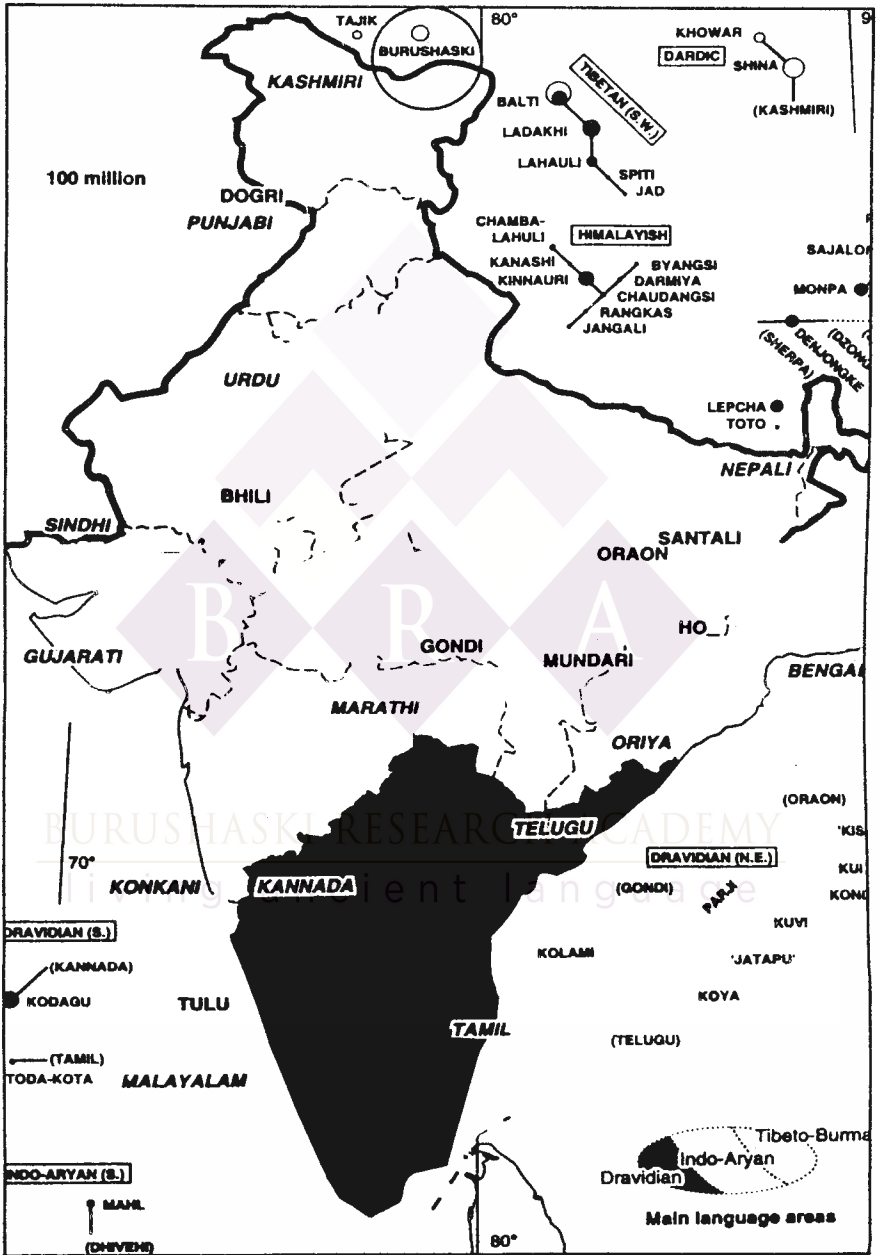 TAJIK
80°
9
BURUSHASKI
KHOWAR
DARDIC
SHINA
(KASHMIRI)
KASHMIRI
TIBETAN (S.W.)
BALTI
LADAKHI
LAHAULI
SPITI
JAD
100 million
DOGRI
PUNJABI
CHAMBA-
LAHULI
HIMALAYISH
KANASHI
KINNAURI
BYANGSI
DARMIYA
CHAUDANGSI
RANGKAS
JANGALI
SAJALO
MONPA
(SHERPA)
DENJONGKE
(DZONG
URDU
LEPCHA
TOTO
NEPALI
BHILI
SINDHI
SANTALI
ORAON
B R A
HO
GONDI
MUNDARI
GUJARATI
BENGA
MARATHI
ORIYA
(ORAON)
BURUSHASKI RESEARCH ACADEMY
TELUGU
'KIS
DRAVIDIAN (N.E.)
KUI
70°
KONKANI
KANNADA
living ancient language
(GONDI)
PARJI
KOND
KUVI
DRAVIDIAN (S.)
KOLAMI
'JATAPU'
(KANNADA)
KODAGU
TULU
KOYA
TAMIL
(TELUGU)
(TAMIL)
TODA-KOTA
MALAYALAM
Tibeto-Burma
Indo-Aryan
Dravidian
INDO-ARYAN (S.)
MAHL
Main language areas
(DHIVEHI)
80°